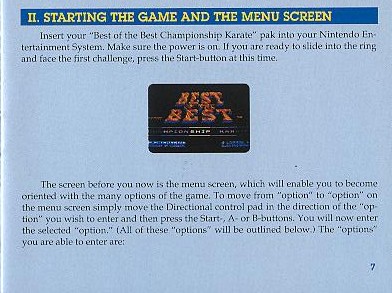 II. STARTING THE GAME AND THE MENU SCREEN
Insert your "Best of the Best Championship Karate" pak into your Nintendo En-
tertainment System. Make sure the power is on. If you are ready to slide into the ring
and face the first challenge, press the Start-button at this time.
BEST
OF THE
BEST
MPIONSHIP KAR
The screen before you now is the menu screen, which will enable you to become
oriented with the many options of the game. To move from "option" to "option" on
the menu screen simply move the Directional control pad in the direction of the "op-
tion" you wish to enter and then press the Start-, A- or B-buttons. You will now enter
the selected "option." (All of these "options" will be outlined below.) The "options"
you are able to enter are:
7